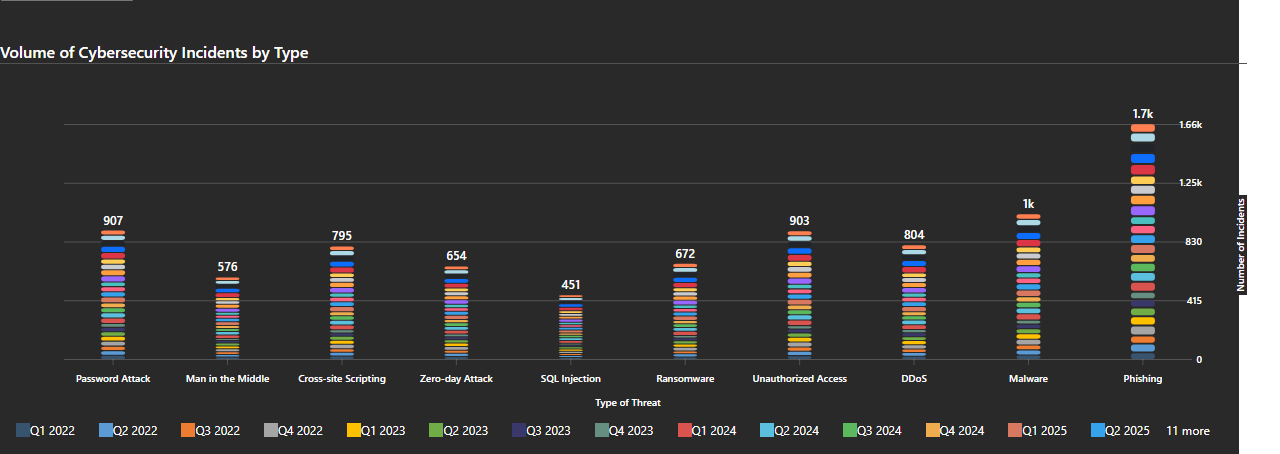 Volume of Cybersecurity Incidents by Type
1.7k
1.66k
1.25k
1k
907
903
830
804
795
672
654
576
451
415
0
Number of Incidents
Password Attack Man in the Middle Cross-site Scripting Zero-day Attack SQL Injection Ransomware Unauthorized Access DDoS Malware Phishing
Type of Threat
Q1 2022 Q2 2022 Q3 2022 Q4 2022 Q1 2023 Q2 2023 Q3 2023 Q4 2023 Q1 2024 Q2 2024 Q3 2024 Q4 2024 Q1 2025 Q2 2025 11 more